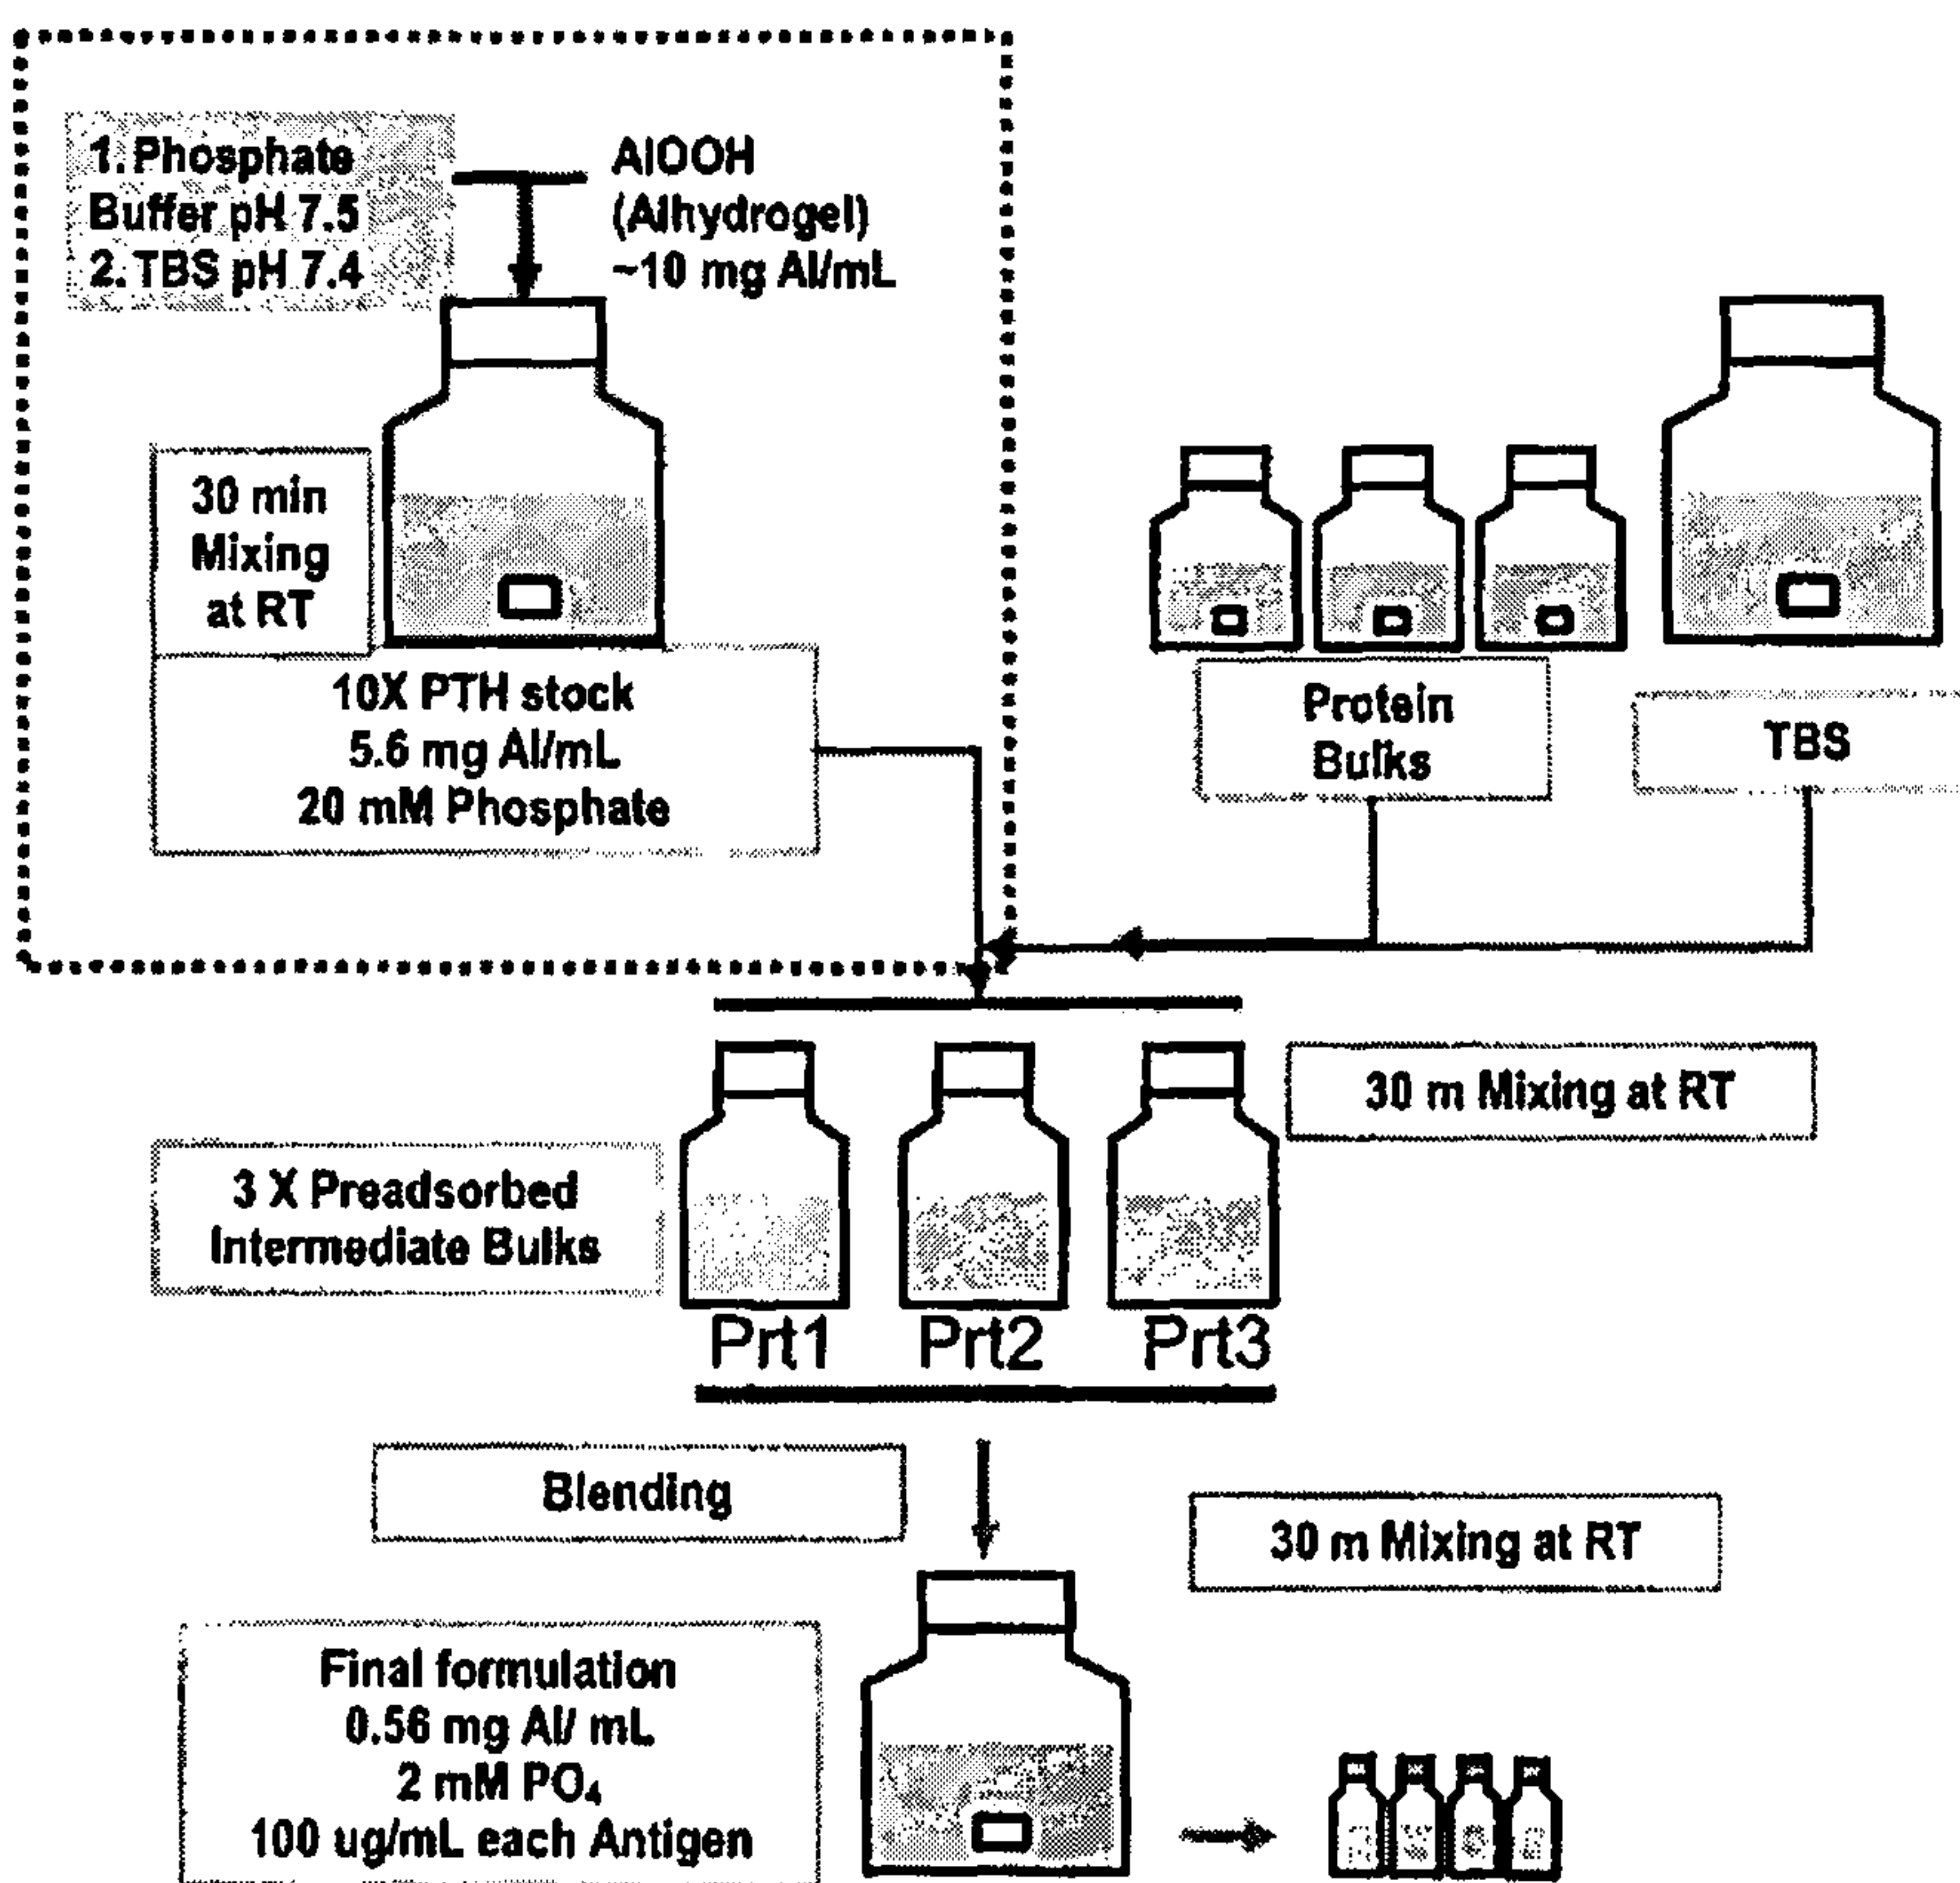 1. Phosphate
Buffer pH 7.5
2. TBS pH 7.4
AlOOH
(Alhydrogel)
~10 mg Al/mL
30 min
Mixing
at RT
10X PTH stock
5.6 mg Al/mL
20 mM Phosphate
Protein
Bulks
TBS
30 m Mixing at RT
3 X Preadsorbed
Intermediate Bulks
Prt1 Prt2 Prt3
Blending
30 m Mixing at RT
Final formulation
0.56 mg Al/ mL
2 mM PO₄
100 ug/mL each Antigen